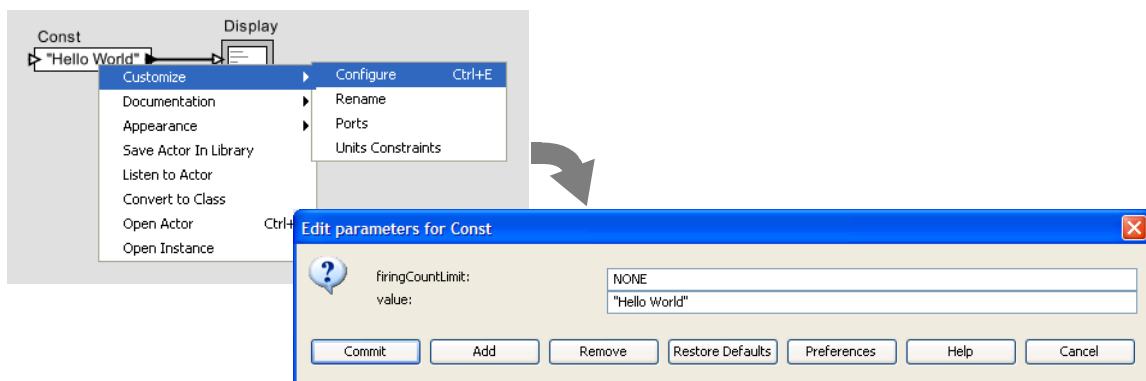 Const
Display
"Hello World"
Customize
Configure Ctrl+E
Documentation
Rename
Appearance
Ports
Save Actor In Library
Units Constraints
Listen to Actor
Convert to Class
Open Actor Ctrl+
Open Instance
Edit parameters for Const
firingCountLimit: NONE
value: "Hello World"
Commit Add Remove Restore Defaults Preferences Help Cancel